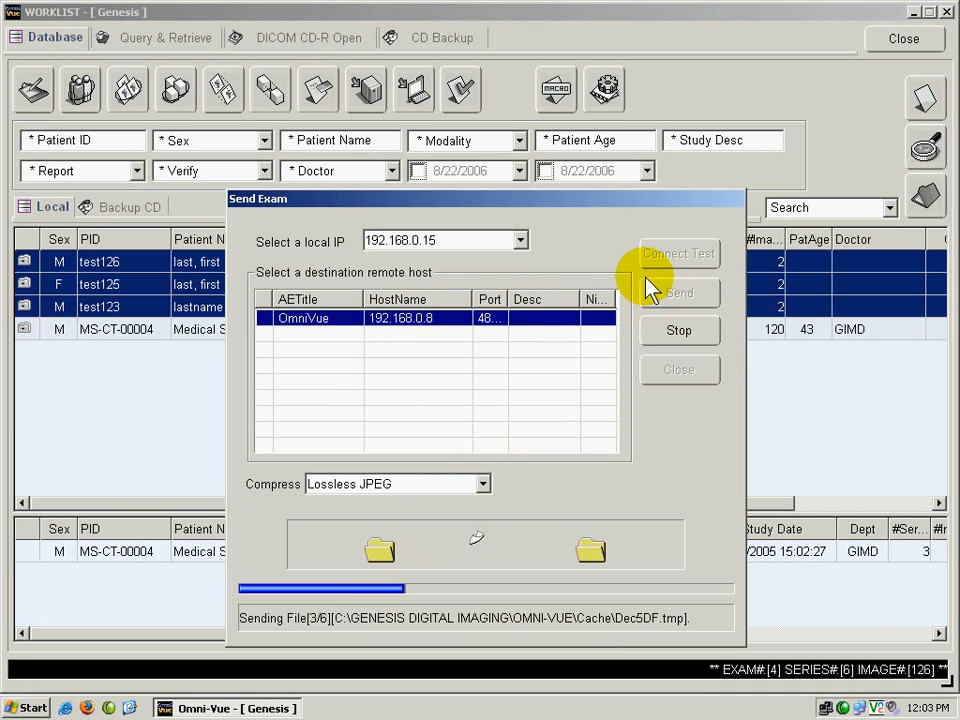 WORKLIST - [ Genesis ]
Database Query & Retrieve DICOM CD-R Open CD Backup Close
MACRO
* Patient ID * Sex * Patient Name * Modality * Patient Age * Study Desc
* Report * Verify * Doctor 8/22/2006 8/22/2006
Local Backup CD Search
Sex PID Patient N #Ima... PatAge Doctor
M test126 last, first 2
F test125 last, first 2
M test123 lastname 2
M MS-CT-00004 Medical S 120 43 GIMD
Send Exam
Select a local IP 192.168.0.15 Connect Test
Select a destination remote host Send
AETitle HostName Port Desc Ni...
OmniVue 192.168.0.8 48...
Stop
Close
Compress Lossless JPEG
Sending File[3/6][C:\GENESIS DIGITAL IMAGING\OMNI-VUE\Cache\Dec5DF.tmp].
Sex PID Patient N Study Date Dept #Ser... #In
M MS-CT-00004 Medical S /2005 15:02:27 GIMD 3
** EXAM#:[4] SERIES#:[6] IMAGE#:[126] **
Start Omni-Vue - [ Genesis ] 12:03 PM